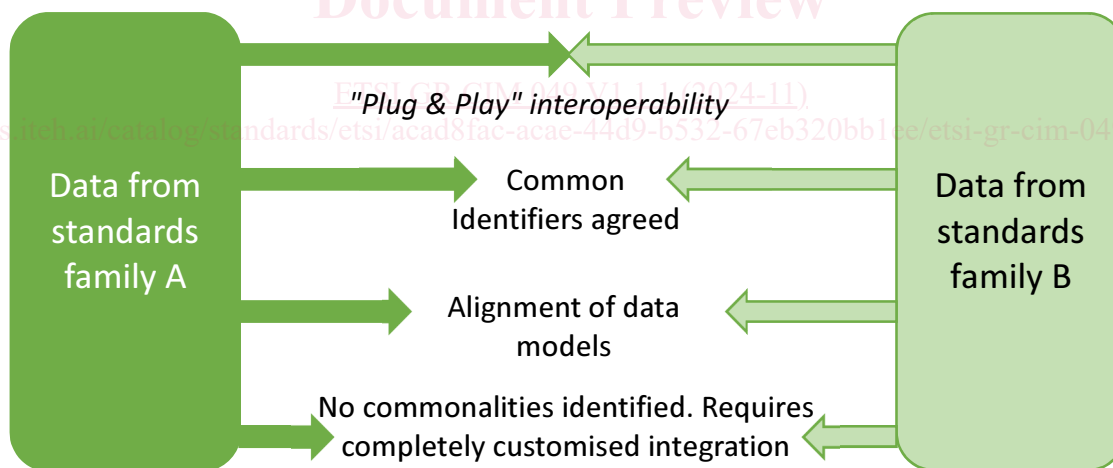 Document Preview
ETSI GR CIM 049 V1.1.1 (2024-11)
"Plug & Play" interoperability
s.iteh.ai/catalog/standards/etsi/acad8fac-acae-44d9-b532-67eb320bb1ee/etsi-gr-cim-04
Data from
standards
family A
Common
Identifiers agreed
Alignment of data
models
No commonalities identified. Requires
completely customised integration
Data from
standards
family B